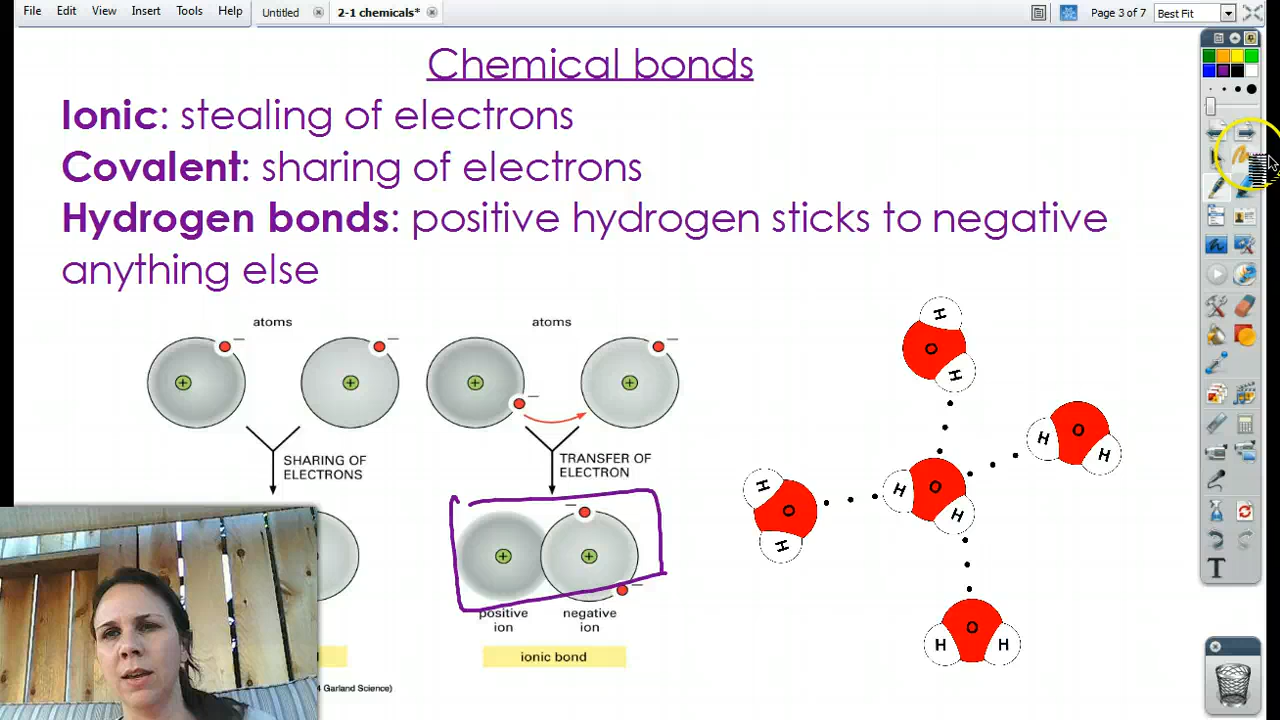 File Edit View Insert Tools Help
Untitled
2-1 chemicals*
Page 3 of 7
Best Fit
Chemical bonds
Ionic: stealing of electrons
Covalent: sharing of electrons
Hydrogen bonds: positive hydrogen sticks to negative
anything else
atoms
atoms
+
−
+
−
+
−
+
−
SHARING OF
ELECTRONS
TRANSFER OF
ELECTRON
+
−
+
−
positive
ion
negative
ion
ionic bond
4 Garland Science)
H
O
H
H
O
H
H
O
H
H
O
H
H
O
H
T